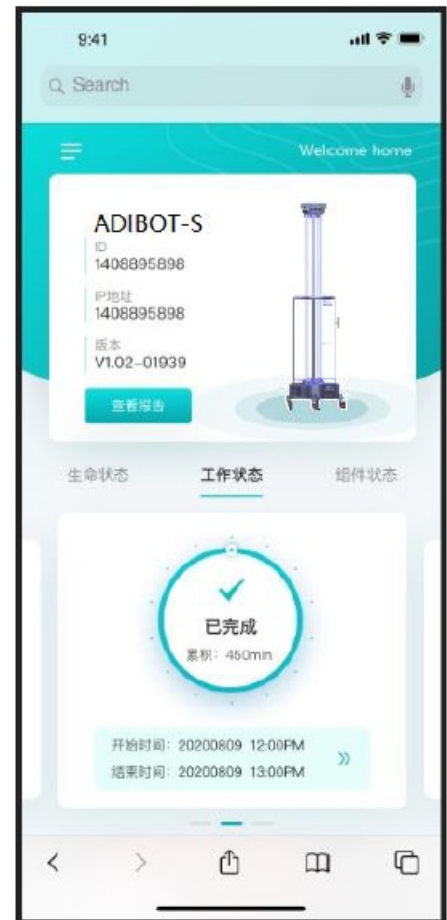 9:41
Search
Welcome home
ADIBOT-S
ID
1408895898
IP地址
1408895898
版本
V1.02-01939
查看报告
生命状态
工作状态
组件状态
已完成
累积：450min
开始时间：20200809 12:00PM
结束时间：20200809 13:00PM